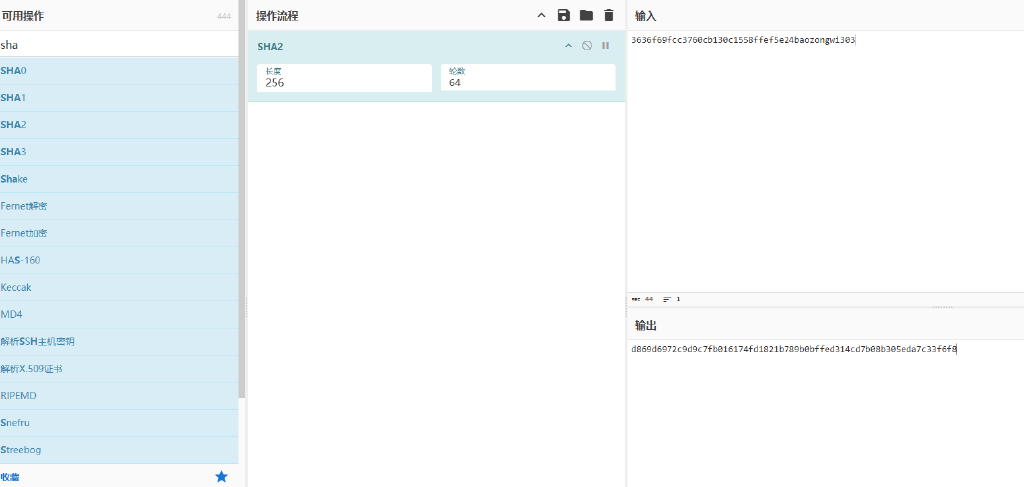 可用操作 444
sha
SHA0
SHA1
SHA2
SHA3
Shake
Fernet解密
Fernet加密
HAS-160
Keccak
MD4
解析SSH主机密钥
解析X.509证书
RIPEMD
Snefru
Streebog
收藏
操作流程
SHA2
长度
256
轮数
64
输入
3636f69fcc3760cb130c1558ffef5e24baozongwi303
44 1
输出
d869d6972c9d9c7fb016174fd1821b789b0bffed314cd7b08b305eda7c33f6f8